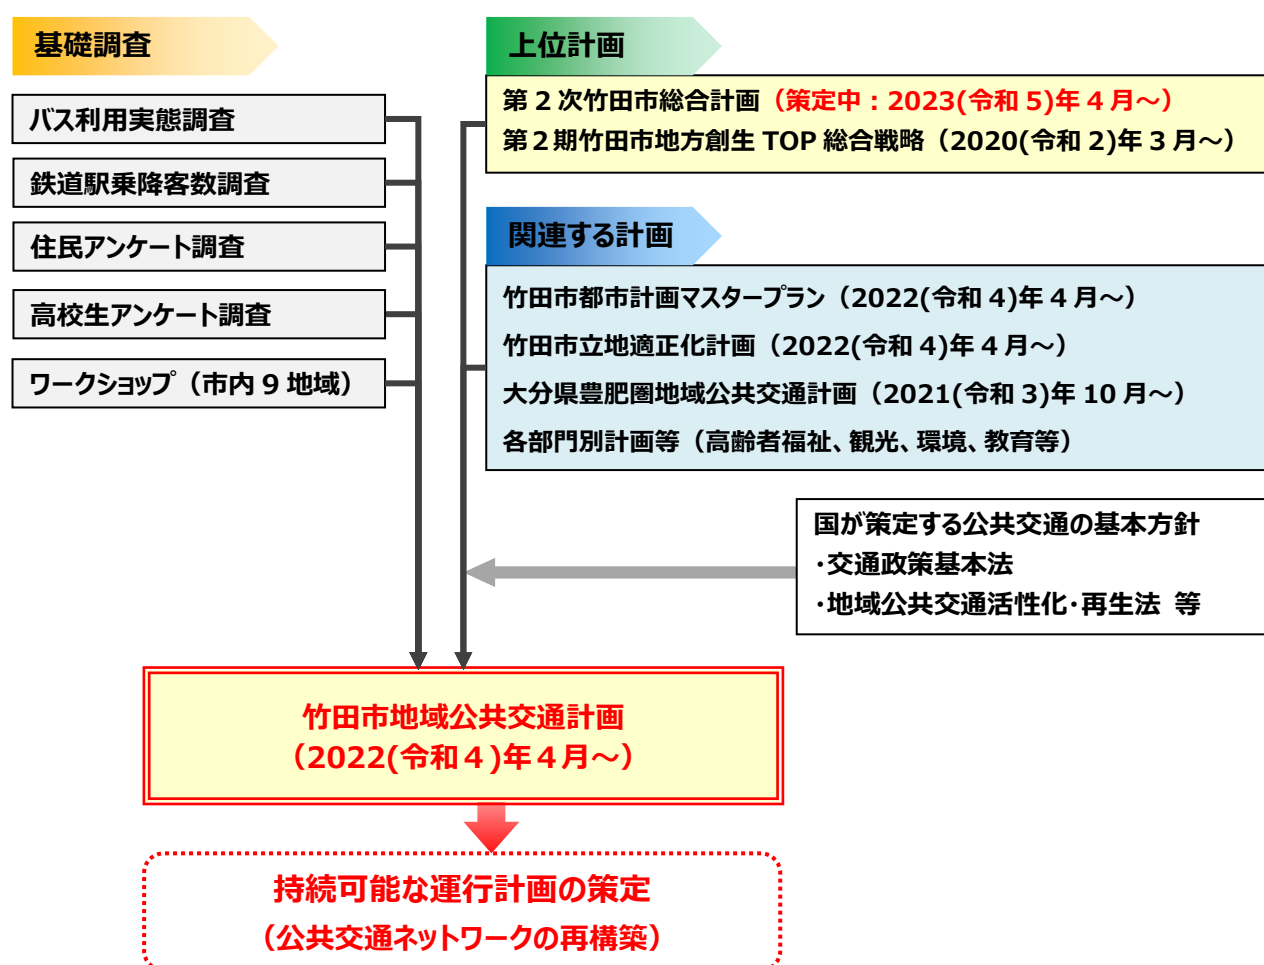 基礎調査
バス利用実態調査
鉄道駅乗降客数調査
住民アンケート調査
高校生アンケート調査
ワークショップ（市内９地域）
上位計画
第２次竹田市総合計画（策定中：2023(令和５)年４月～）
第２期竹田市地方創生 TOP 総合戦略（2020(令和２)年３月～）
関連する計画
竹田市都市計画マスタープラン（2022(令和４)年４月～）
竹田市立地適正化計画（2022(令和４)年４月～）
大分県豊肥圏地域公共交通計画（2021(令和３)年 10 月～）
各部門別計画等（高齢者福祉、観光、環境、教育等）
国が策定する公共交通の基本方針
・交通政策基本法
・地域公共交通活性化・再生法 等
竹田市地域公共交通計画
（2022(令和４)年４月～）
持続可能な運行計画の策定
（公共交通ネットワークの再構築）